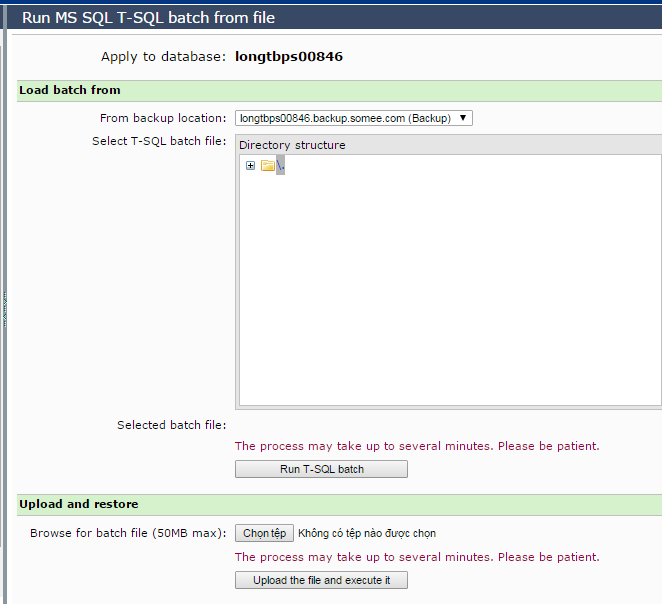 Run MS SQL T-SQL batch from file
Apply to database: longtbps00846
Load batch from
From backup location: longtbps00846.backup.somee.com (Backup) ▼
Select T-SQL batch file:
Directory structure
\.
Selected batch file:
The process may take up to several minutes. Please be patient.
Run T-SQL batch
Upload and restore
Browse for batch file (50MB max): Chọn tệp Không có tệp nào được chọn
The process may take up to several minutes. Please be patient.
Upload the file and execute it